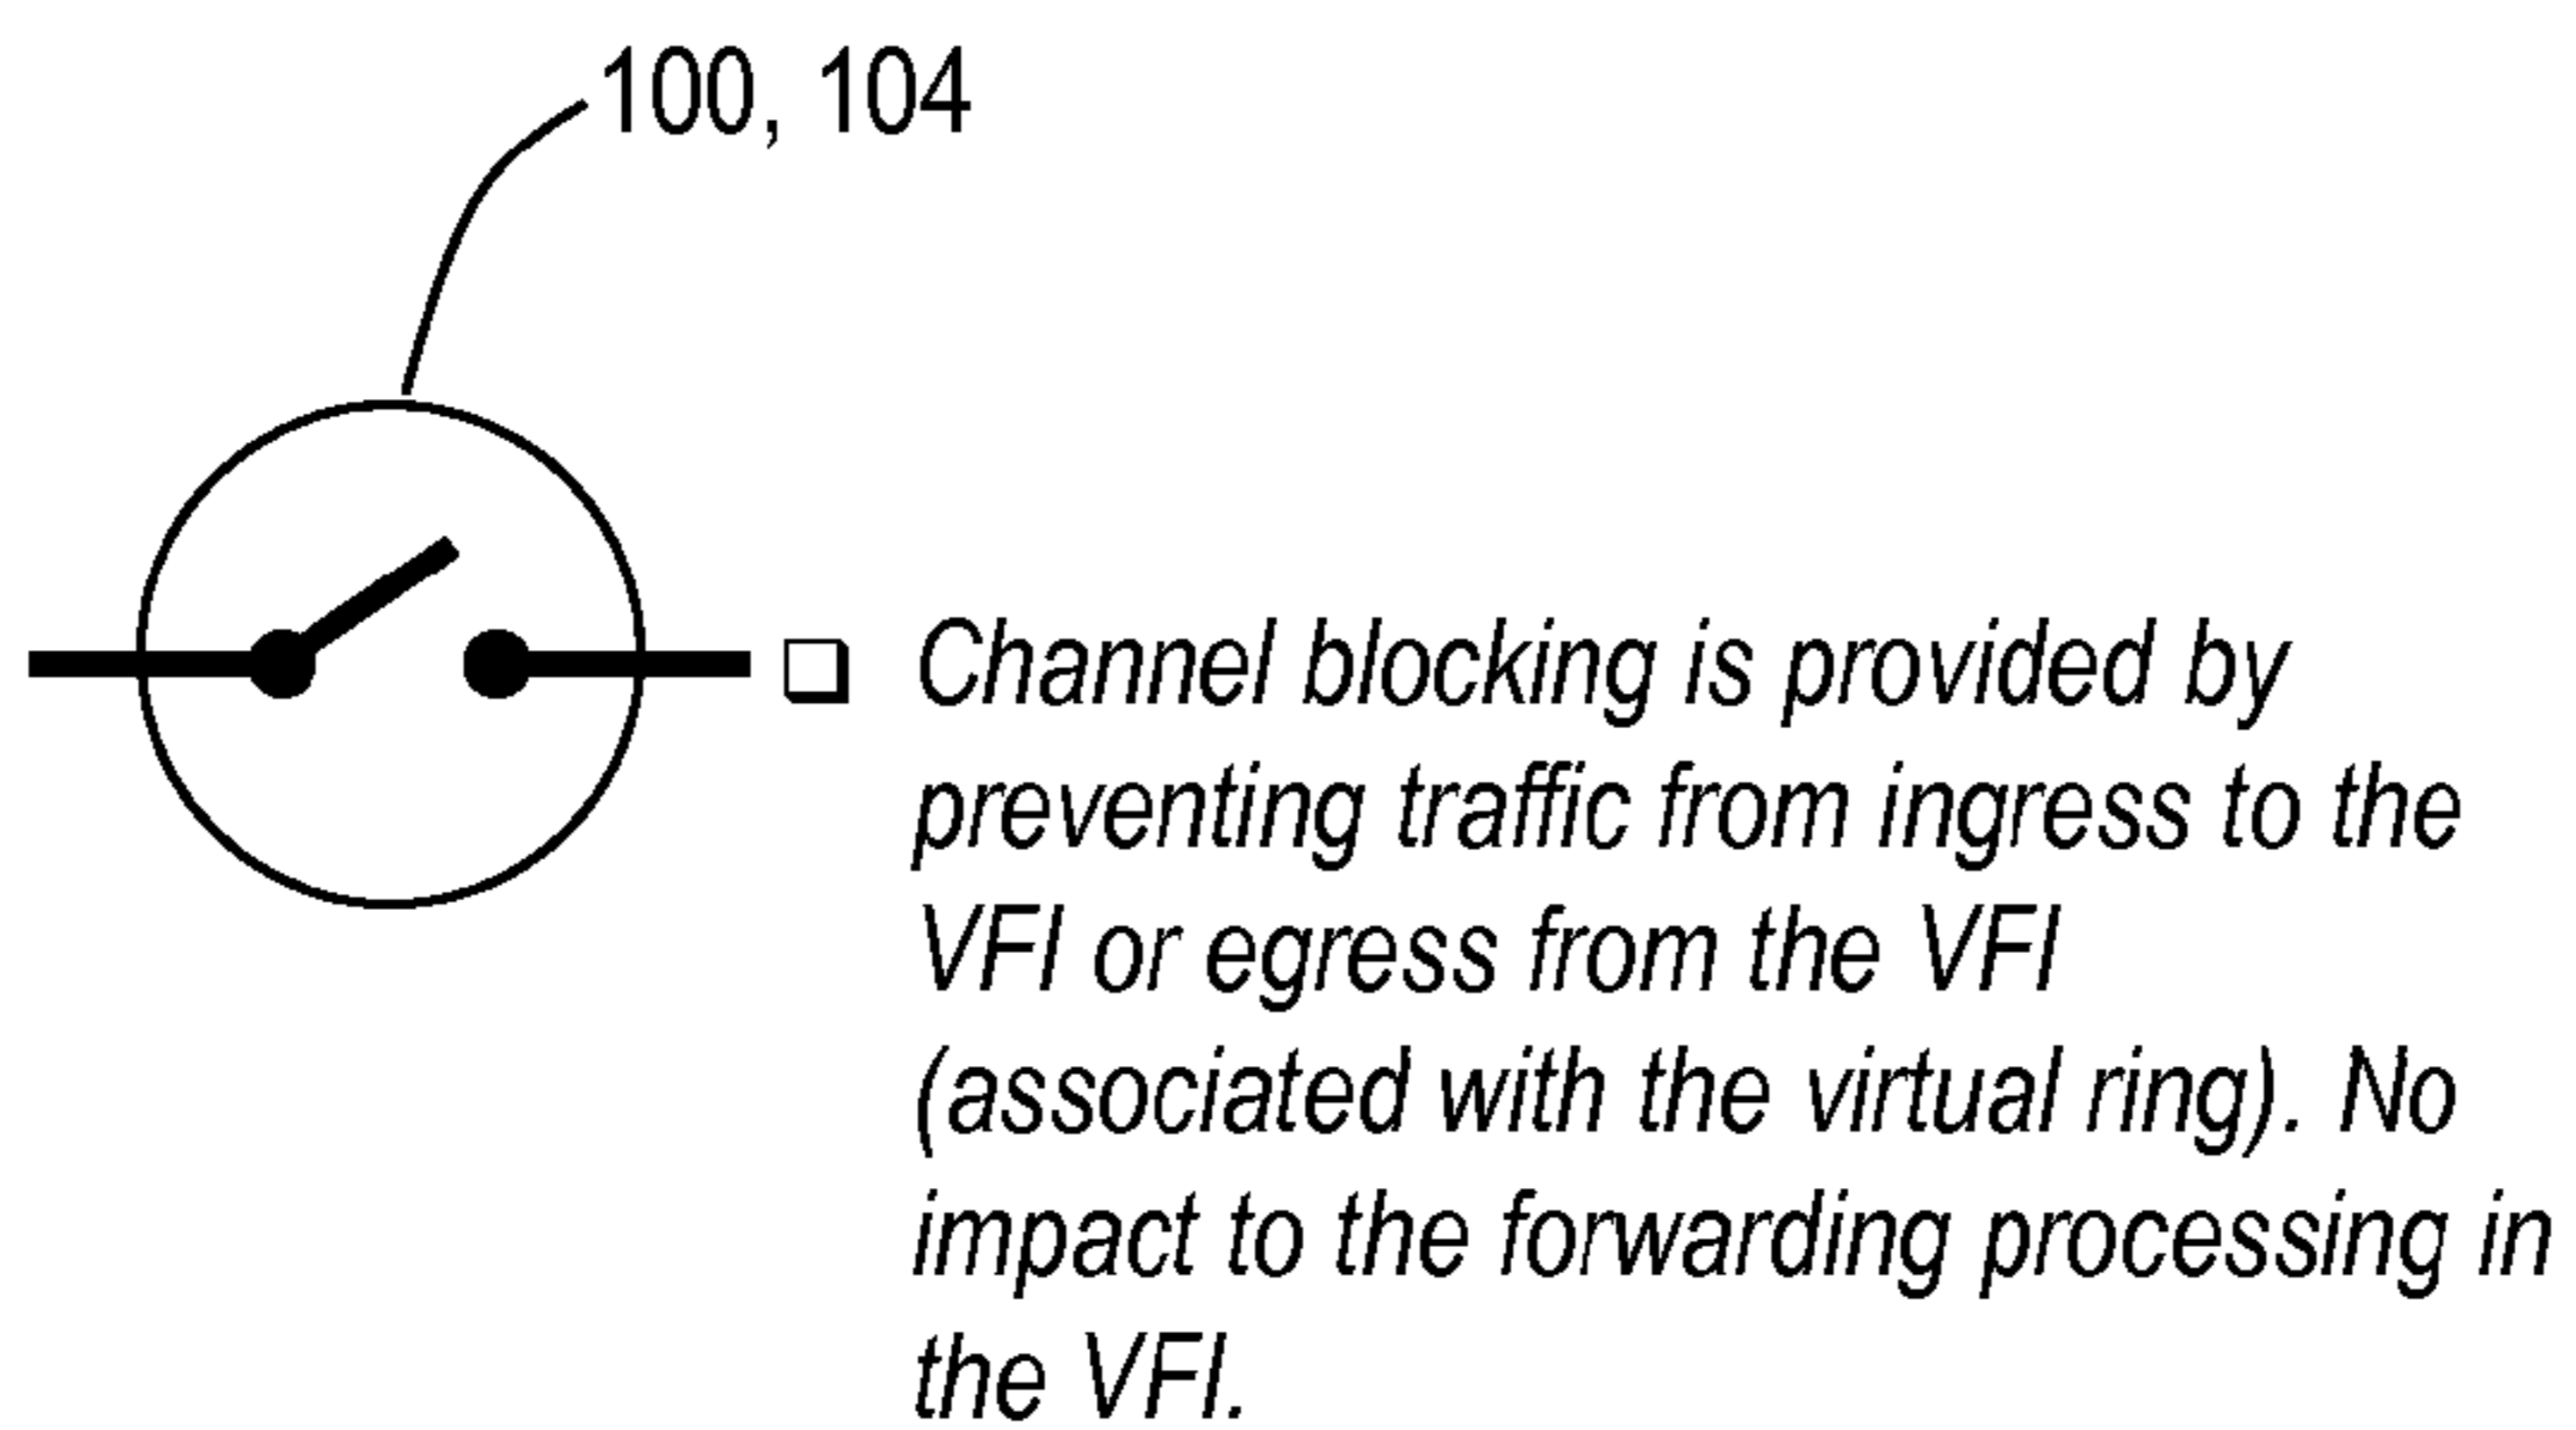 100, 104
❑ Channel blocking is provided by
preventing traffic from ingress to the
VFI or egress from the VFI
(associated with the virtual ring). No
impact to the forwarding processing in
the VFI.